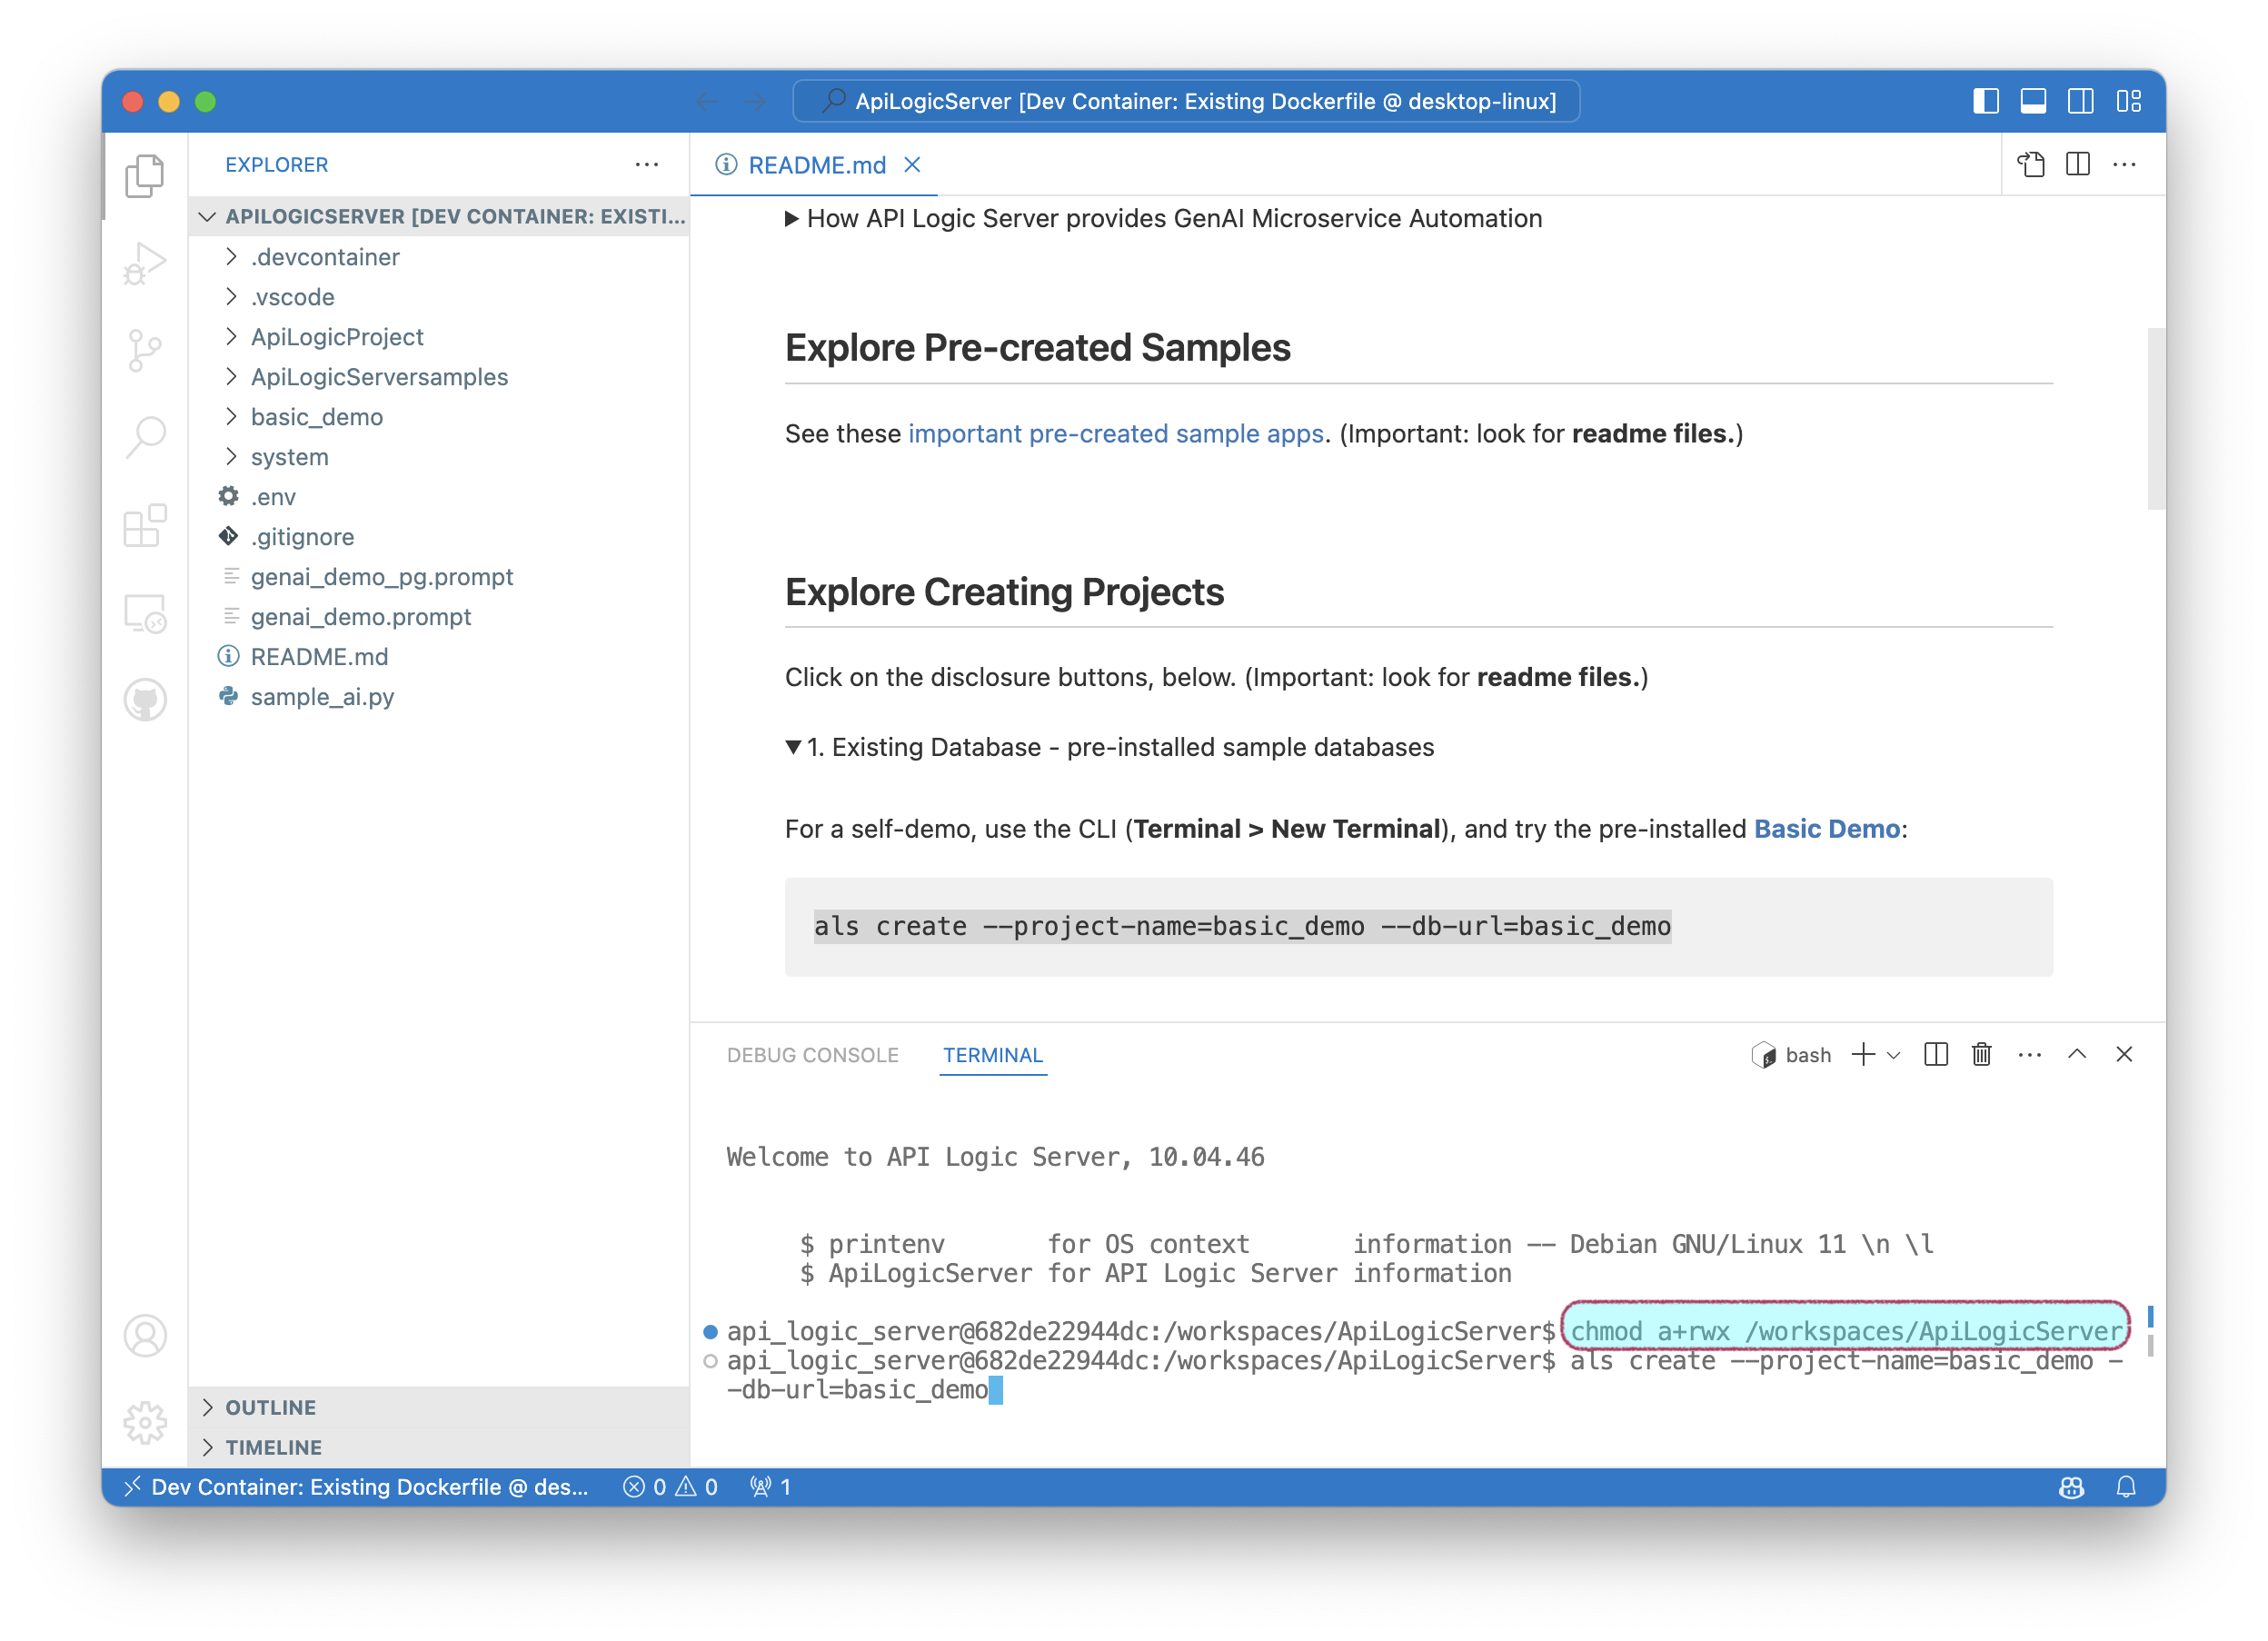 ApiLogicServer [Dev Container: Existing Dockerfile @ desktop-linux]
EXPLORER
APILOGICSERVER [DEV CONTAINER: EXISTI...
.devcontainer
.vscode
ApiLogicProject
ApiLogicServersamples
basic_demo
system
.env
.gitignore
genai_demo_pg.prompt
genai_demo.prompt
README.md
sample_ai.py
OUTLINE
TIMELINE
README.md
How API Logic Server provides GenAI Microservice Automation
Explore Pre-created Samples
See these important pre-created sample apps. (Important: look for readme files.)
Explore Creating Projects
Click on the disclosure buttons, below. (Important: look for readme files.)
1. Existing Database - pre-installed sample databases
For a self-demo, use the CLI (Terminal > New Terminal), and try the pre-installed Basic Demo:
als create --project-name=basic_demo --db-url=basic_demo
DEBUG CONSOLE TERMINAL
bash
Welcome to API Logic Server, 10.04.46
$ printenv for OS context information -- Debian GNU/Linux 11 \n \l
$ ApiLogicServer for API Logic Server information
api_logic_server@682de22944dc:/workspaces/ApiLogicServer$ chmod a+rwx /workspaces/ApiLogicServer
api_logic_server@682de22944dc:/workspaces/ApiLogicServer$ als create --project-name=basic_demo -
-db-url=basic_demo
Dev Container: Existing Dockerfile @ des... 0 0 1